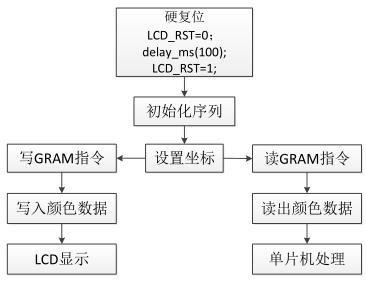 硬复位
LCD_RST=0；
delay_ms(100);
LCD_RST=1;
初始化序列
写GRAM指令
设置坐标
读GRAM指令
写入颜色数据
读出颜色数据
LCD显示
单片机处理